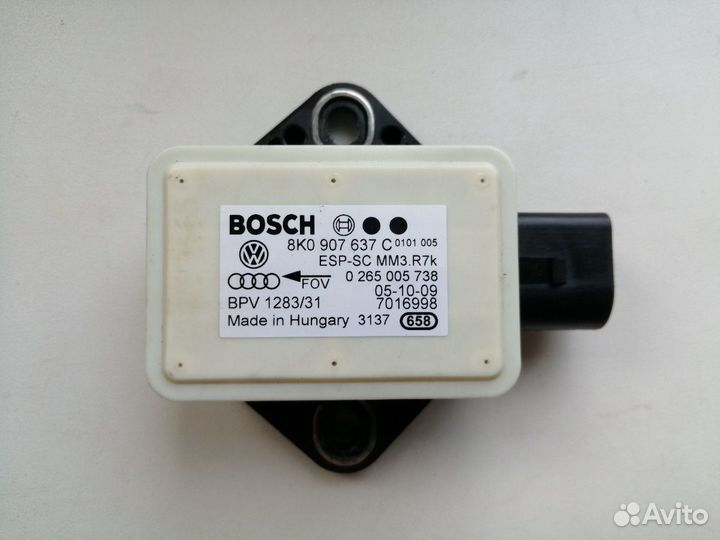 BOSCH
8K0 907 637 C 0101 005
ESP-SC MM3.R7k
FOV 0 265 005 738
05-10-09
BPV 1283/31 7016998
Made in Hungary 3137 658
Avito